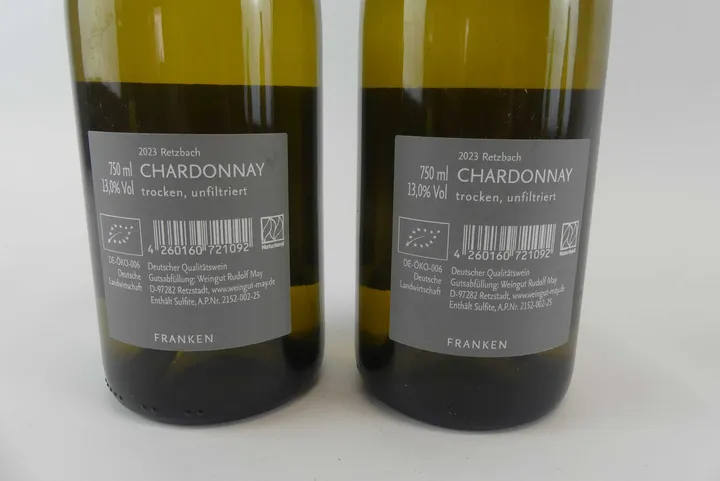 2023 Retzbach
750 ml CHARDONNAY
13,0% Vol trocken, unfiltriert
4 260160 721092
Naturland
DE-ÖKO-006
Deutsche
Landwirtschaft
Deutscher Qualitätswein
Gutsabfüllung: Weingut Rudolf May
D-97282 Retzstadt, www.weingut-may.de
Enthält Sulfite, A.P.Nr. 2152-002-25
FRANKEN
2023 Retzbach
750 ml CHARDONNAY
13,0% Vol trocken, unfiltriert
4 260160 721092
Naturland
DE-ÖKO-006
Deutsche
Landwirtschaft
Deutscher Qualitätswein
Gutsabfüllung: Weingut Rudolf May
D-97282 Retzstadt, www.weingut-may.de
Enthält Sulfite, A.P.Nr. 2152-002-25
FRANKEN